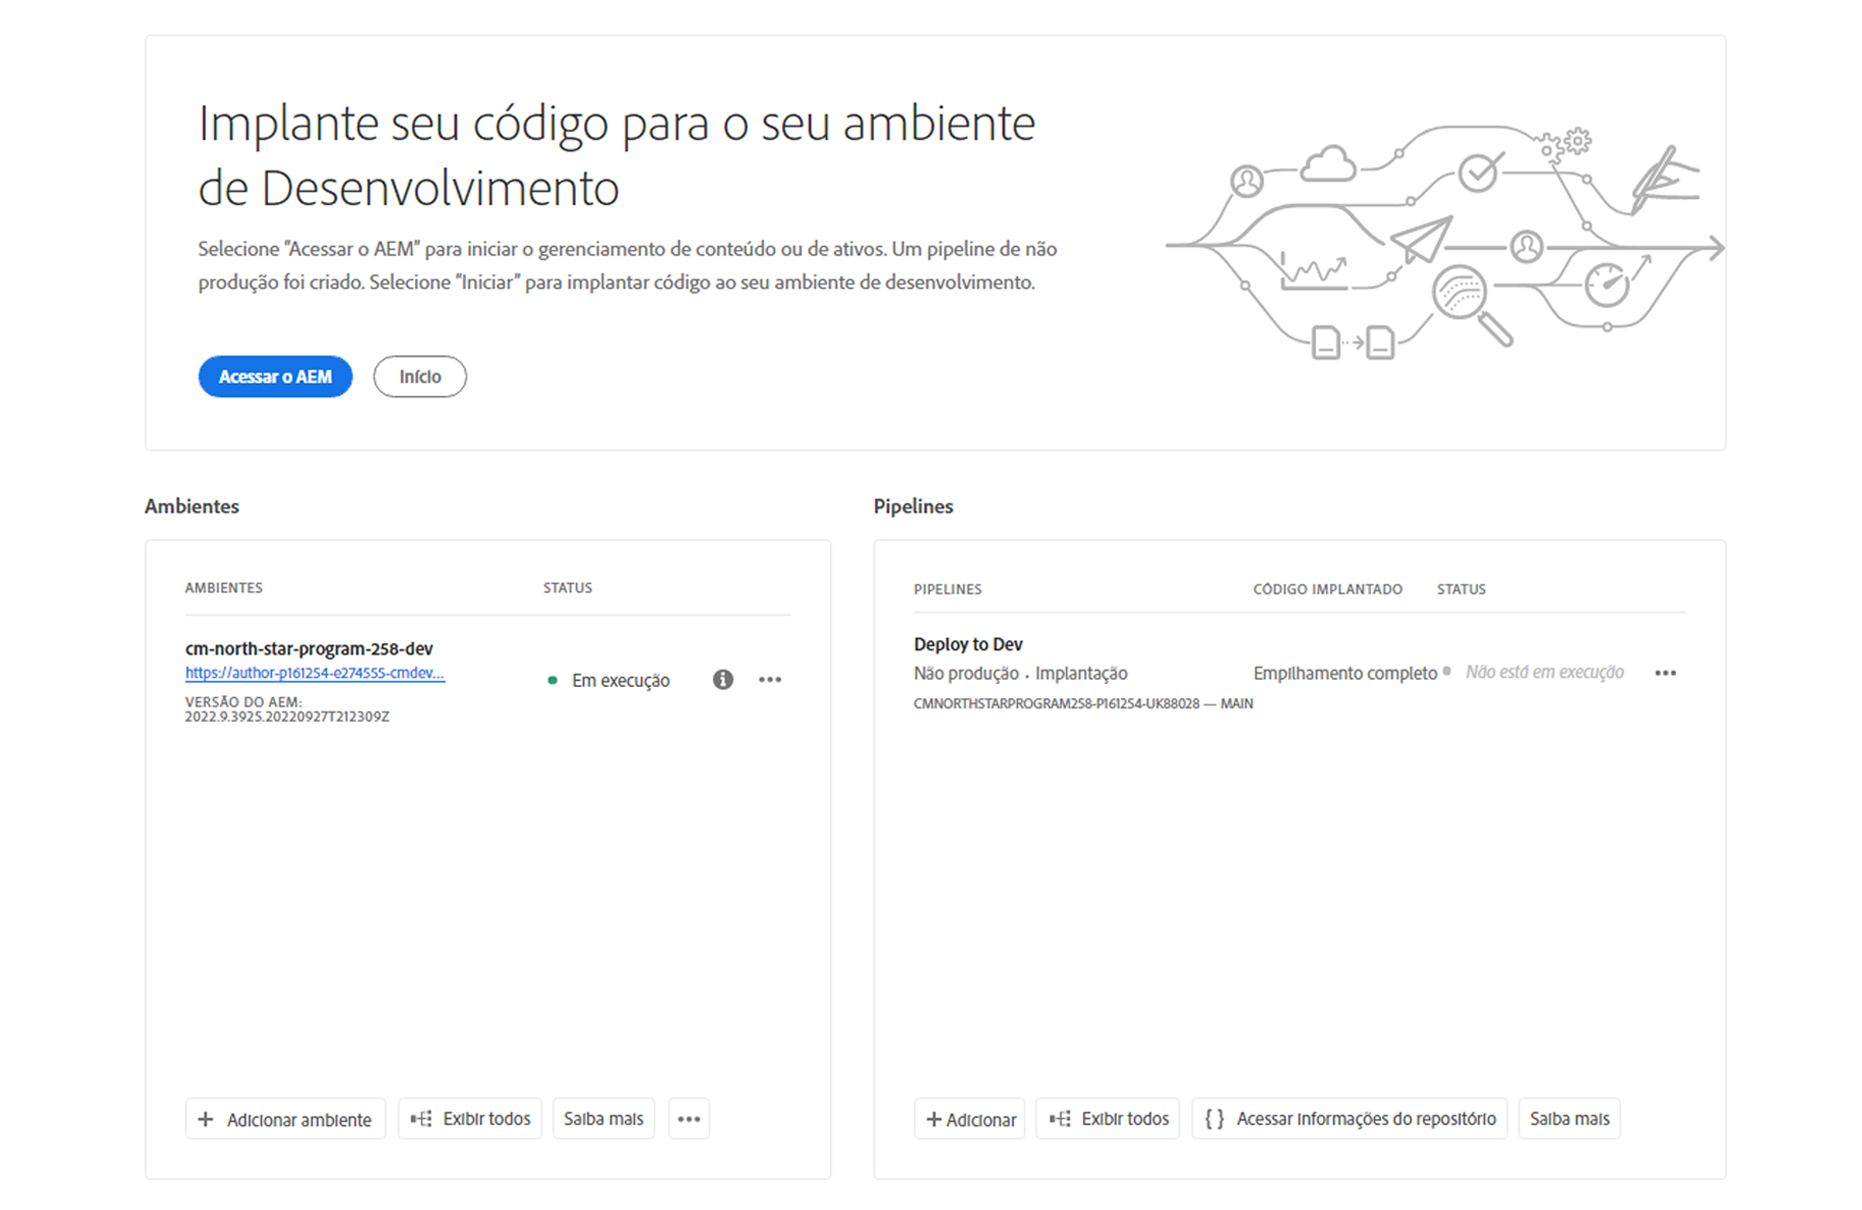 Implante seu código para o seu ambiente
de Desenvolvimento
Selecione "Acessar o AEM" para iniciar o gerenciamento de conteúdo ou de ativos. Um pipeline de não
produção foi criado. Selecione "Iniciar" para implantar código ao seu ambiente de desenvolvimento.
Acessar o AEM
Início
Ambientes
AMBIENTES
STATUS
cm-north-star-program-258-dev
https://author-p161254-e274555-cmdev...
VERSÃO DO AEM:
2022.9.3925.20220927T212309Z
Em execução
Adicionar ambiente
Exibir todos
Saiba mais
Pipelines
PIPELINES
CÓDIGO IMPLANTADO
STATUS
Deploy to Dev
Não produção . Implantação
CMNORTHSTARPROGRAM258-P161254-UK88028 — MAIN
Empilhamento completo
Não está em execução
Adicionar
Exibir todos
Acessar informações do repositório
Saiba mais